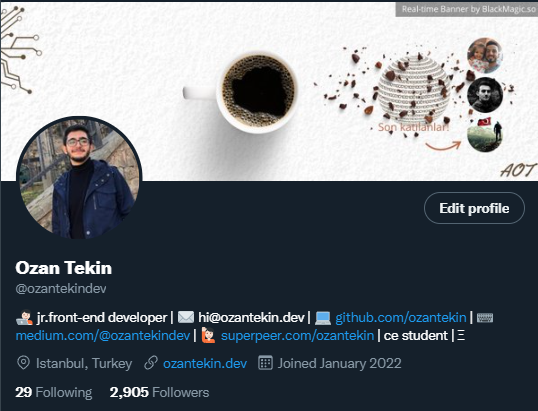 Real-time Banner by BlackMagic.so
Son katılanlar!
AOT
Edit profile
Ozan Tekin
@ozantekindev
👨🏻‍💻 jr.front-end developer | ✉️ hi@ozantekin.dev | 💻 github.com/ozantekin | ⌨️
medium.com/@ozantekindev | 🙋🏻‍♂️ superpeer.com/ozantekin | ce student | Ξ
Istanbul, Turkey ozantekin.dev Joined January 2022
29 Following 2,905 Followers